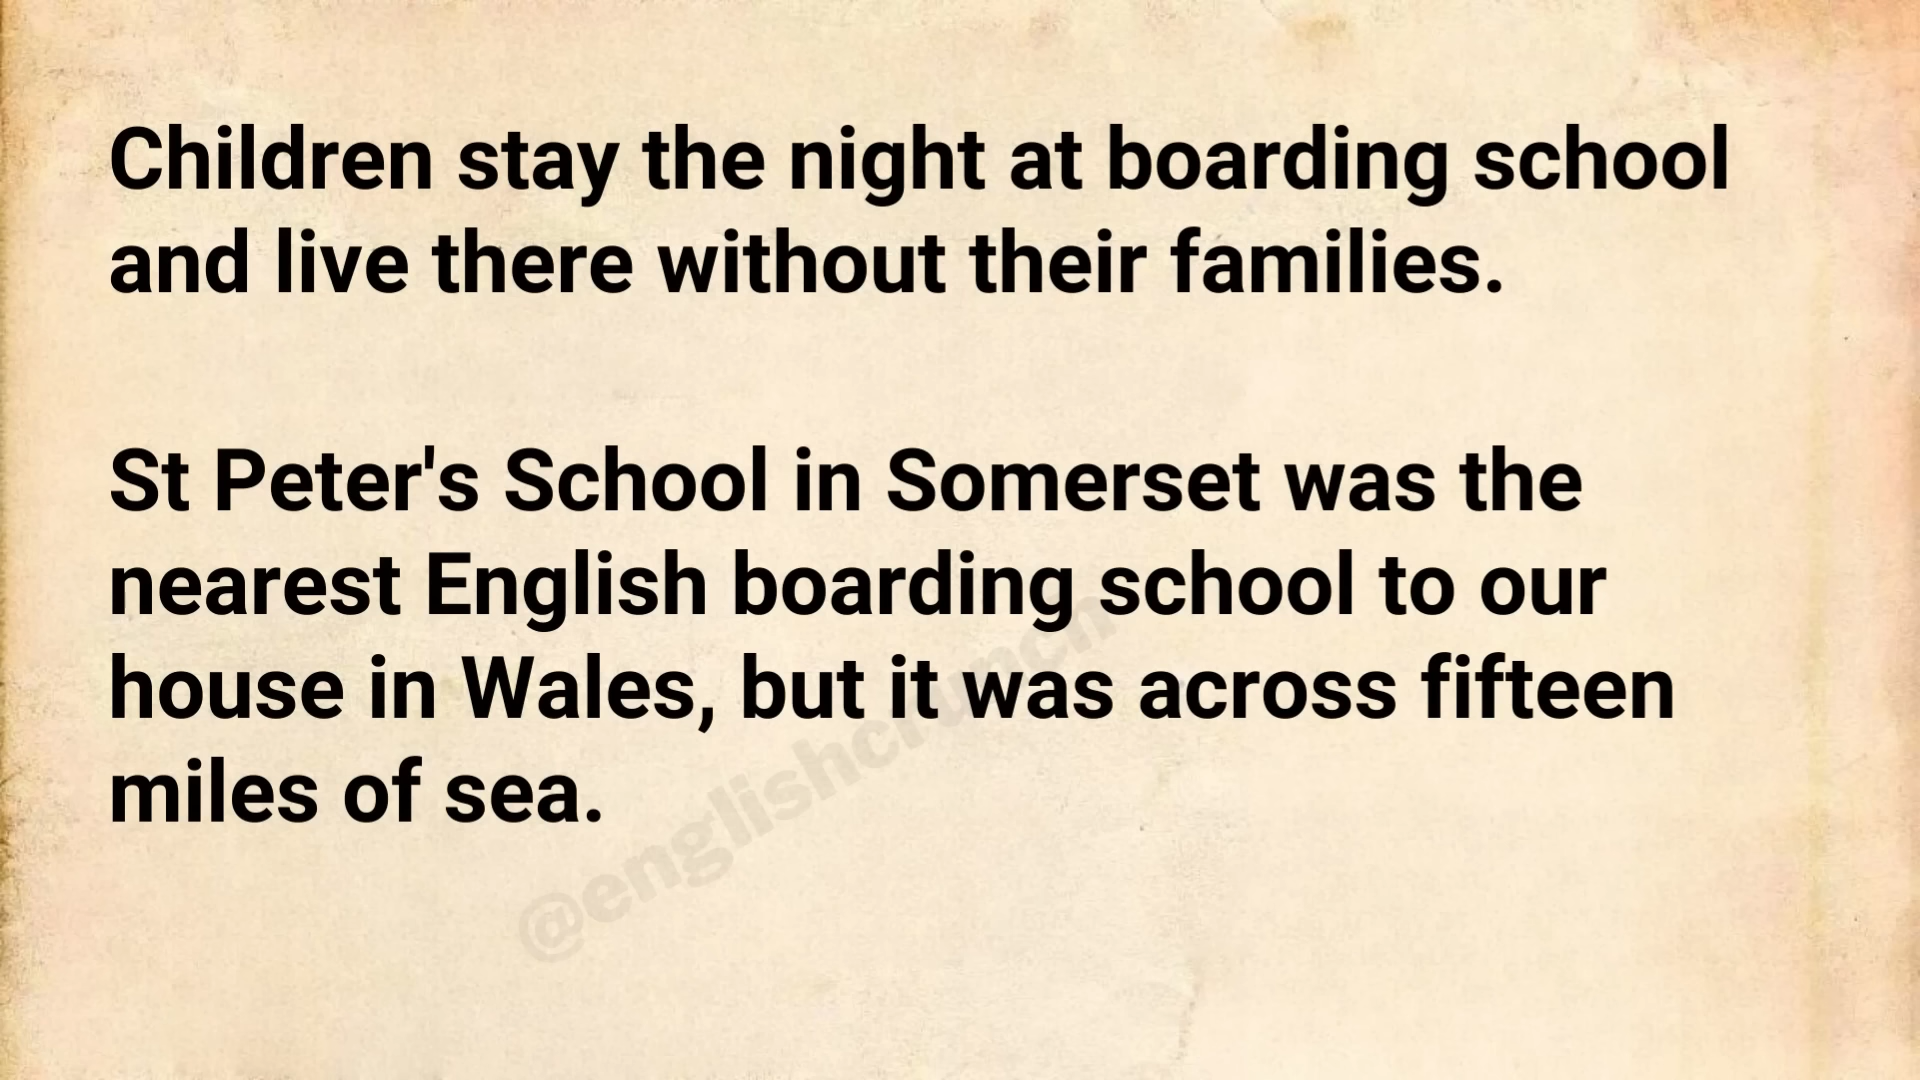 Children stay the night at boarding school
and live there without their families.
St Peter's School in Somerset was the
nearest English boarding school to our
house in Wales, but it was across fifteen
miles of sea.
@englishcrunch